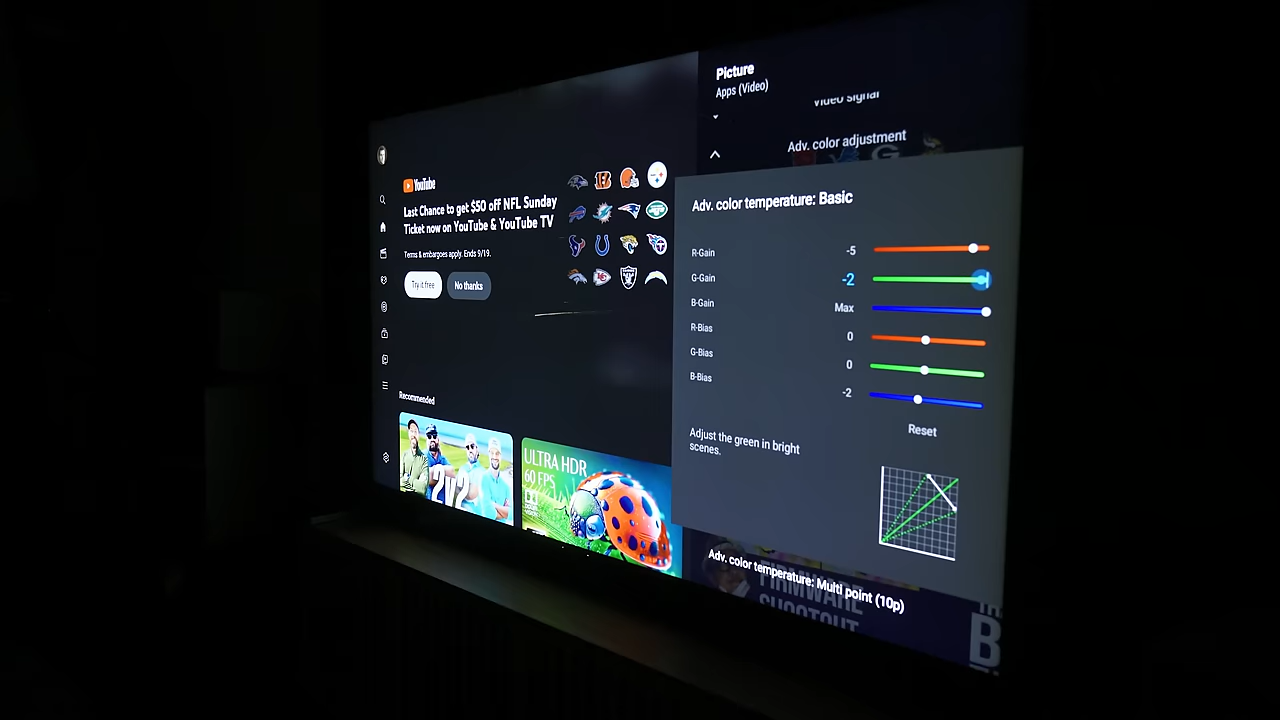 YouTube
Last Chance to get $50 off NFL Sunday
Ticket now on YouTube & YouTube TV
Terms & embargoes apply. Ends 9/19.
Try it free
No thanks
Recommended
2v2
ULTRA HDR
60 FPS
Picture
Apps (Video)
Video signal
Adv. color adjustment
Adv. color temperature: Basic
R-Gain
-5
G-Gain
-2
B-Gain
Max
R-Bias
0
G-Bias
0
B-Bias
-2
Reset
Adjust the green in bright
scenes.
Adv. color temperature: Multi point (10p)
FIRMWARE
SHOOTOUT
B